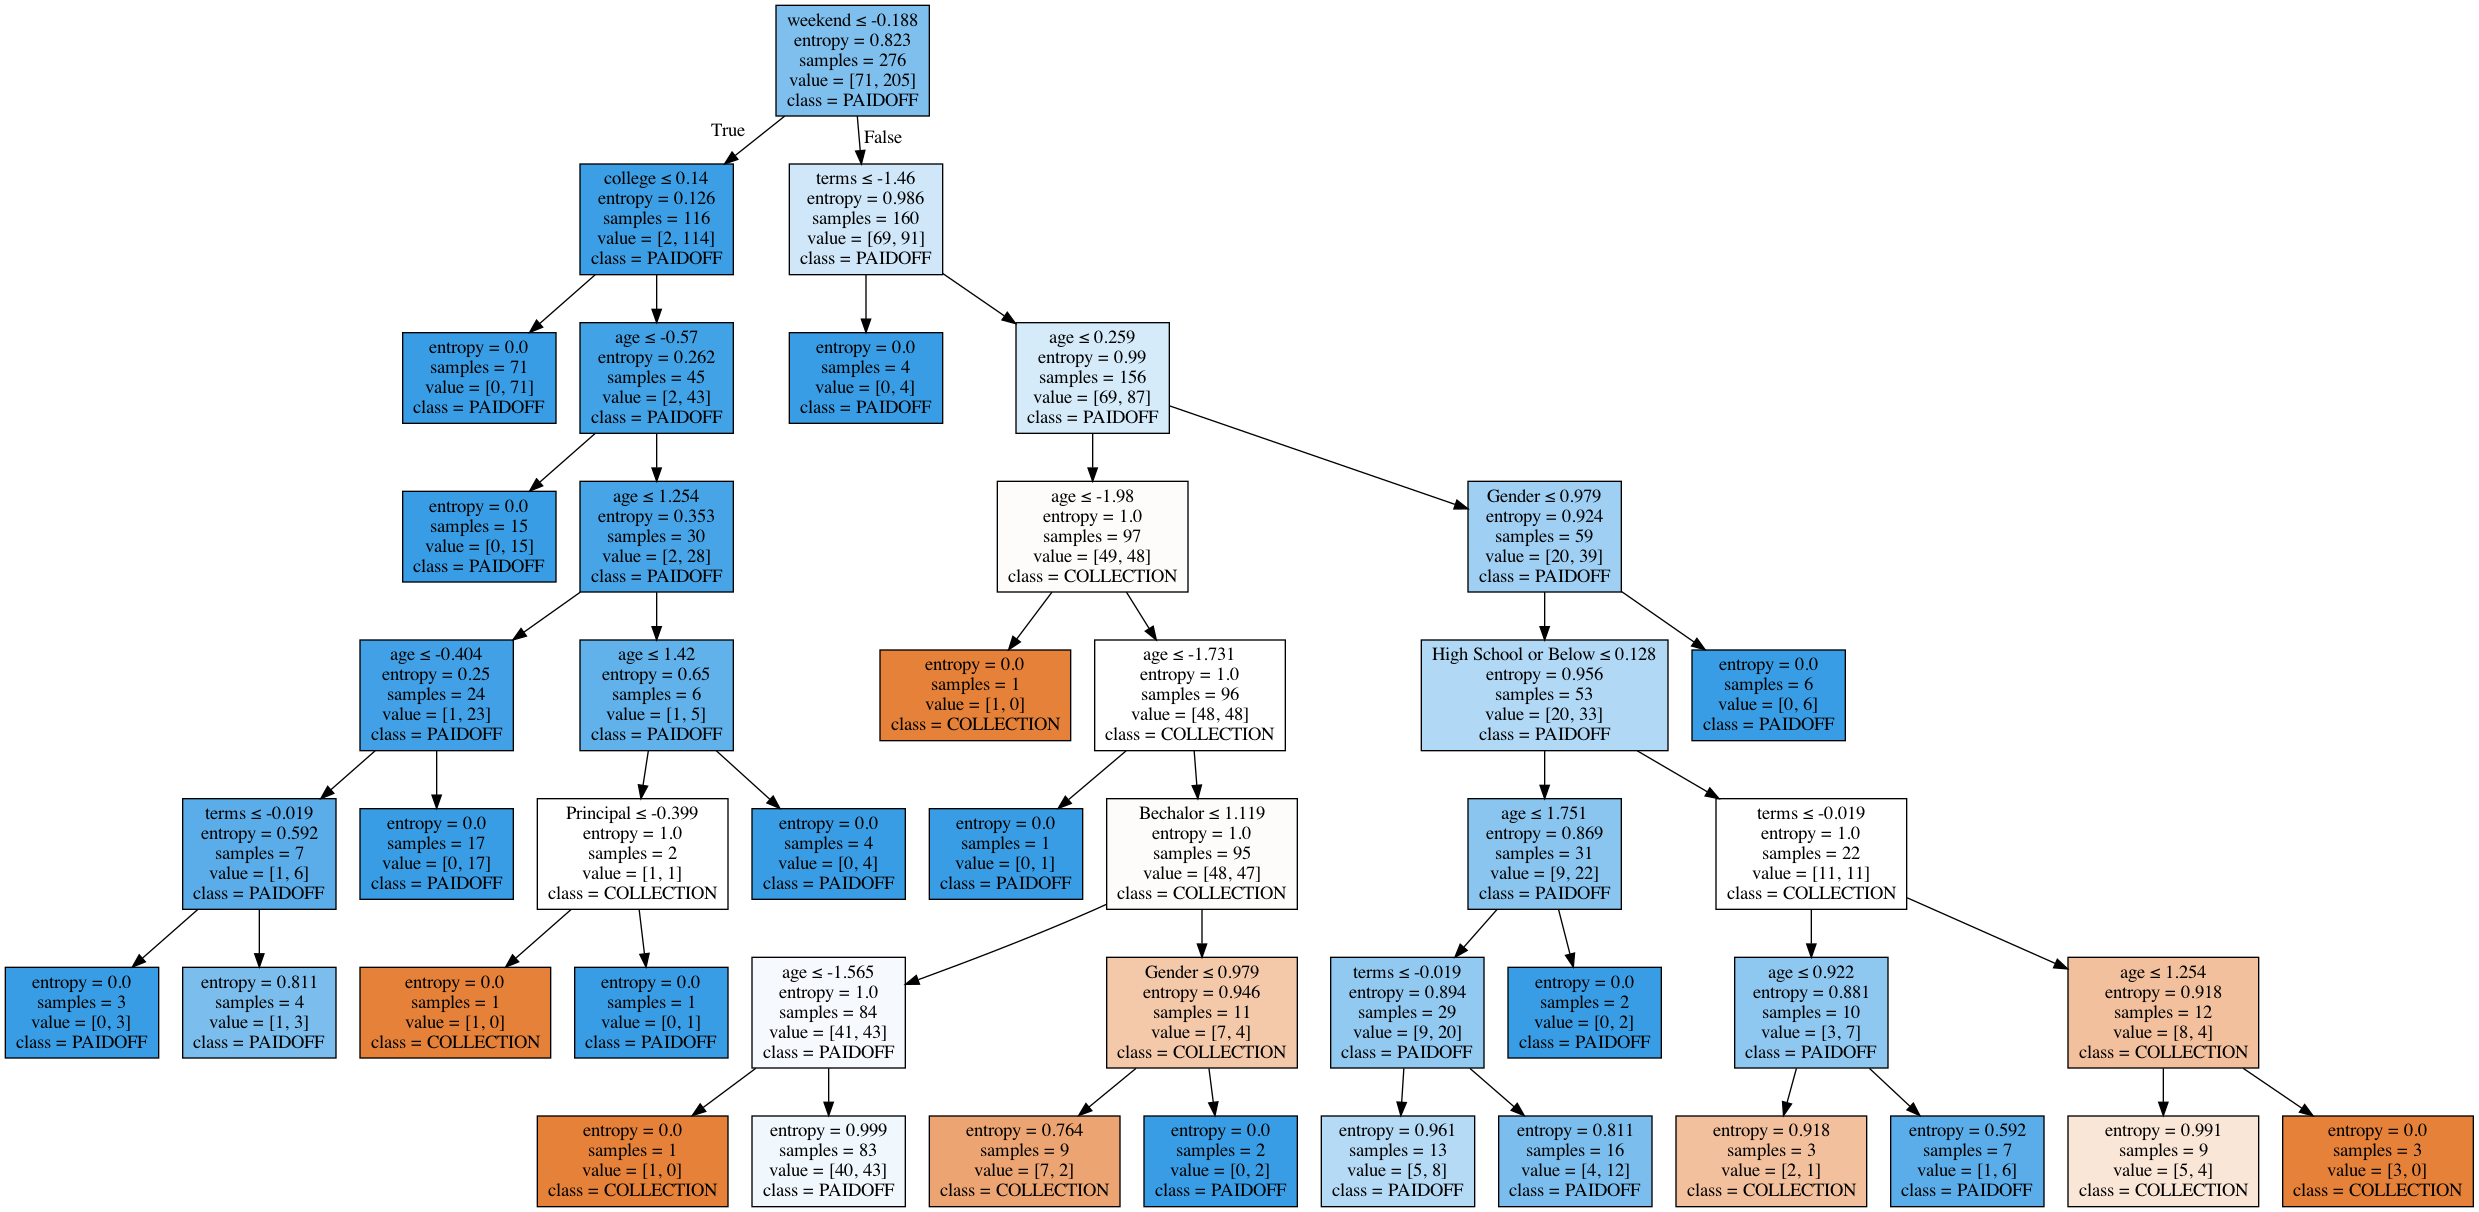 weekend ≤ -0.188
entropy = 0.823
samples = 276
value = [71, 205]
class = PAIDOFF
True
False
college ≤ 0.14
entropy = 0.126
samples = 116
value = [2, 114]
class = PAIDOFF
terms ≤ -1.46
entropy = 0.986
samples = 160
value = [69, 91]
class = PAIDOFF
entropy = 0.0
samples = 71
value = [0, 71]
class = PAIDOFF
age ≤ -0.57
entropy = 0.262
samples = 45
value = [2, 43]
class = PAIDOFF
entropy = 0.0
samples = 4
value = [0, 4]
class = PAIDOFF
age ≤ 0.259
entropy = 0.99
samples = 156
value = [69, 87]
class = PAIDOFF
entropy = 0.0
samples = 15
value = [0, 15]
class = PAIDOFF
age ≤ 1.254
entropy = 0.353
samples = 30
value = [2, 28]
class = PAIDOFF
age ≤ -1.98
entropy = 1.0
samples = 97
value = [49, 48]
class = COLLECTION
Gender ≤ 0.979
entropy = 0.924
samples = 59
value = [20, 39]
class = PAIDOFF
age ≤ -0.404
entropy = 0.25
samples = 24
value = [1, 23]
class = PAIDOFF
age ≤ 1.42
entropy = 0.65
samples = 6
value = [1, 5]
class = PAIDOFF
entropy = 0.0
samples = 1
value = [1, 0]
class = COLLECTION
age ≤ -1.731
entropy = 1.0
samples = 96
value = [48, 48]
class = COLLECTION
High School or Below ≤ 0.128
entropy = 0.956
samples = 53
value = [20, 33]
class = PAIDOFF
entropy = 0.0
samples = 6
value = [0, 6]
class = PAIDOFF
terms ≤ -0.019
entropy = 0.592
samples = 7
value = [1, 6]
class = PAIDOFF
entropy = 0.0
samples = 17
value = [0, 17]
class = PAIDOFF
Principal ≤ -0.399
entropy = 1.0
samples = 2
value = [1, 1]
class = COLLECTION
entropy = 0.0
samples = 4
value = [0, 4]
class = PAIDOFF
entropy = 0.0
samples = 1
value = [0, 1]
class = PAIDOFF
Bechalor ≤ 1.119
entropy = 1.0
samples = 95
value = [48, 47]
class = COLLECTION
age ≤ 1.751
entropy = 0.869
samples = 31
value = [9, 22]
class = PAIDOFF
terms ≤ -0.019
entropy = 1.0
samples = 22
value = [11, 11]
class = COLLECTION
entropy = 0.0
samples = 3
value = [0, 3]
class = PAIDOFF
entropy = 0.811
samples = 4
value = [1, 3]
class = PAIDOFF
entropy = 0.0
samples = 1
value = [1, 0]
class = COLLECTION
entropy = 0.0
samples = 1
value = [0, 1]
class = PAIDOFF
age ≤ -1.565
entropy = 1.0
samples = 84
value = [41, 43]
class = PAIDOFF
Gender ≤ 0.979
entropy = 0.946
samples = 11
value = [7, 4]
class = COLLECTION
terms ≤ -0.019
entropy = 0.894
samples = 29
value = [9, 20]
class = PAIDOFF
entropy = 0.0
samples = 2
value = [0, 2]
class = PAIDOFF
age ≤ 0.922
entropy = 0.881
samples = 10
value = [3, 7]
class = PAIDOFF
age ≤ 1.254
entropy = 0.918
samples = 12
value = [8, 4]
class = COLLECTION
entropy = 0.0
samples = 1
value = [1, 0]
class = COLLECTION
entropy = 0.999
samples = 83
value = [40, 43]
class = PAIDOFF
entropy = 0.764
samples = 9
value = [7, 2]
class = COLLECTION
entropy = 0.0
samples = 2
value = [0, 2]
class = PAIDOFF
entropy = 0.961
samples = 13
value = [5, 8]
class = PAIDOFF
entropy = 0.811
samples = 16
value = [4, 12]
class = PAIDOFF
entropy = 0.918
samples = 3
value = [2, 1]
class = COLLECTION
entropy = 0.592
samples = 7
value = [1, 6]
class = PAIDOFF
entropy = 0.991
samples = 9
value = [5, 4]
class = COLLECTION
entropy = 0.0
samples = 3
value = [3, 0]
class = COLLECTION